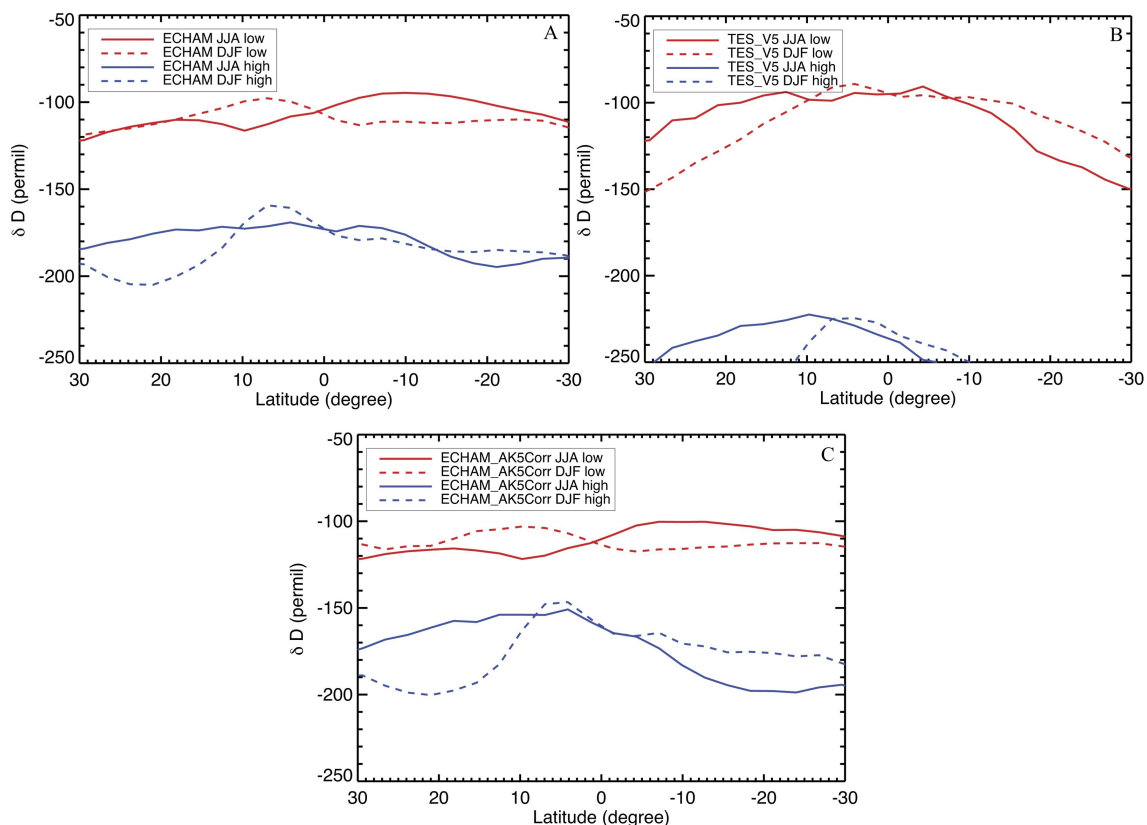 A
ECHAM JJA low
ECHAM DJF low
ECHAM JJA high
ECHAM DJF high
-50
-100
-150
-200
-250
δ D (permil)
30 20 10 0 -10 -20 -30
Latitude (degree)
B
TES_V5 JJA low
TES_V5 DJF low
TES_V5 JJA high
TES_V5 DJF high
-50
-100
-150
-200
-250
δ D (permil)
30 20 10 0 -10 -20 -30
Latitude (degree)
C
ECHAM_AK5Corr JJA low
ECHAM_AK5Corr DJF low
ECHAM_AK5Corr JJA high
ECHAM_AK5Corr DJF high
-50
-100
-150
-200
-250
δ D (permil)
30 20 10 0 -10 -20 -30
Latitude (degree)